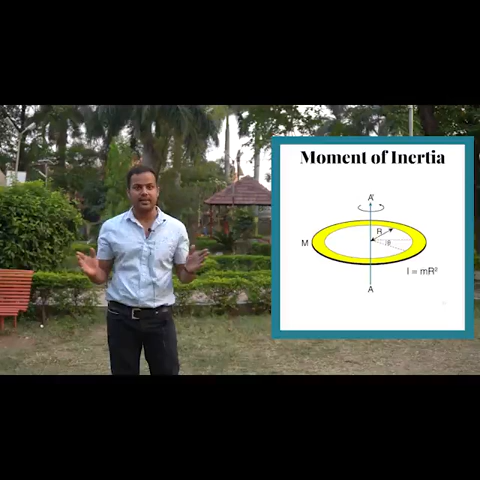 Moment of Inertia
A'
R
M
θ
I = mR²
A